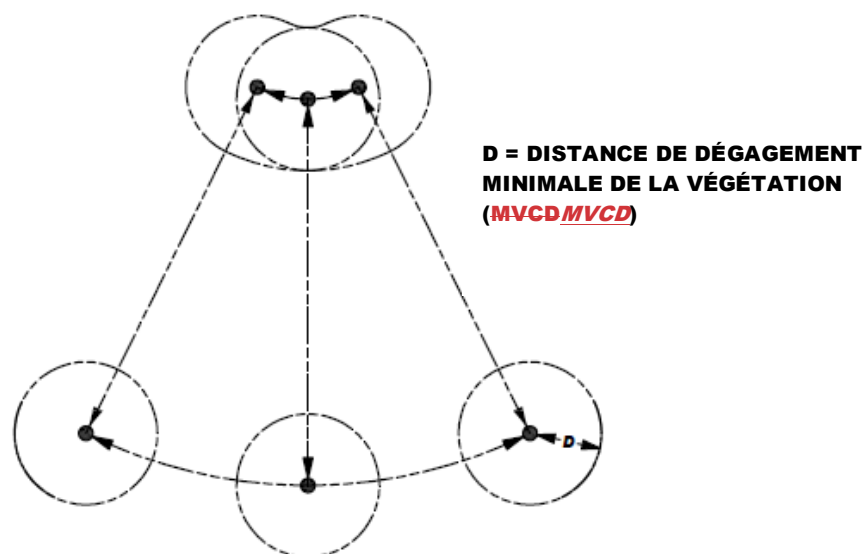 D = DISTANCE DE DÉGAGEMENT
MINIMALE DE LA VÉGÉTATION
(MVCDMVCD)
D